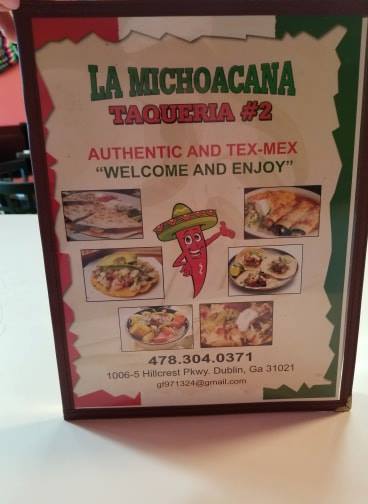 LA MICHOACANA
TAQUERIA #2
AUTHENTIC AND TEX-MEX
"WELCOME AND ENJOY"
478.304.0371
1006-5 Hillcrest Pkwy. Dublin, Ga 31021
gf971324@gmail.com